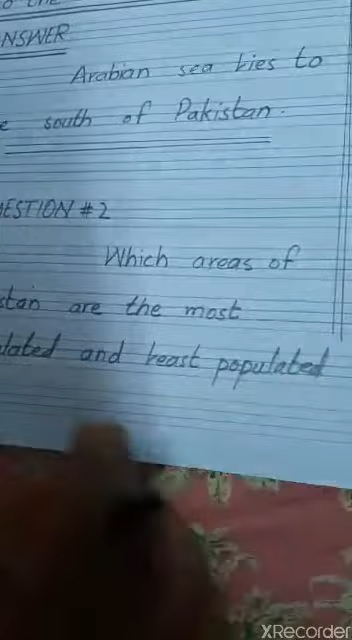 NSWER
Arabian sea lies to
e south of Pakistan.
ESTION #2
Which areas of
stan are the most
lated and least populated
XRecorder